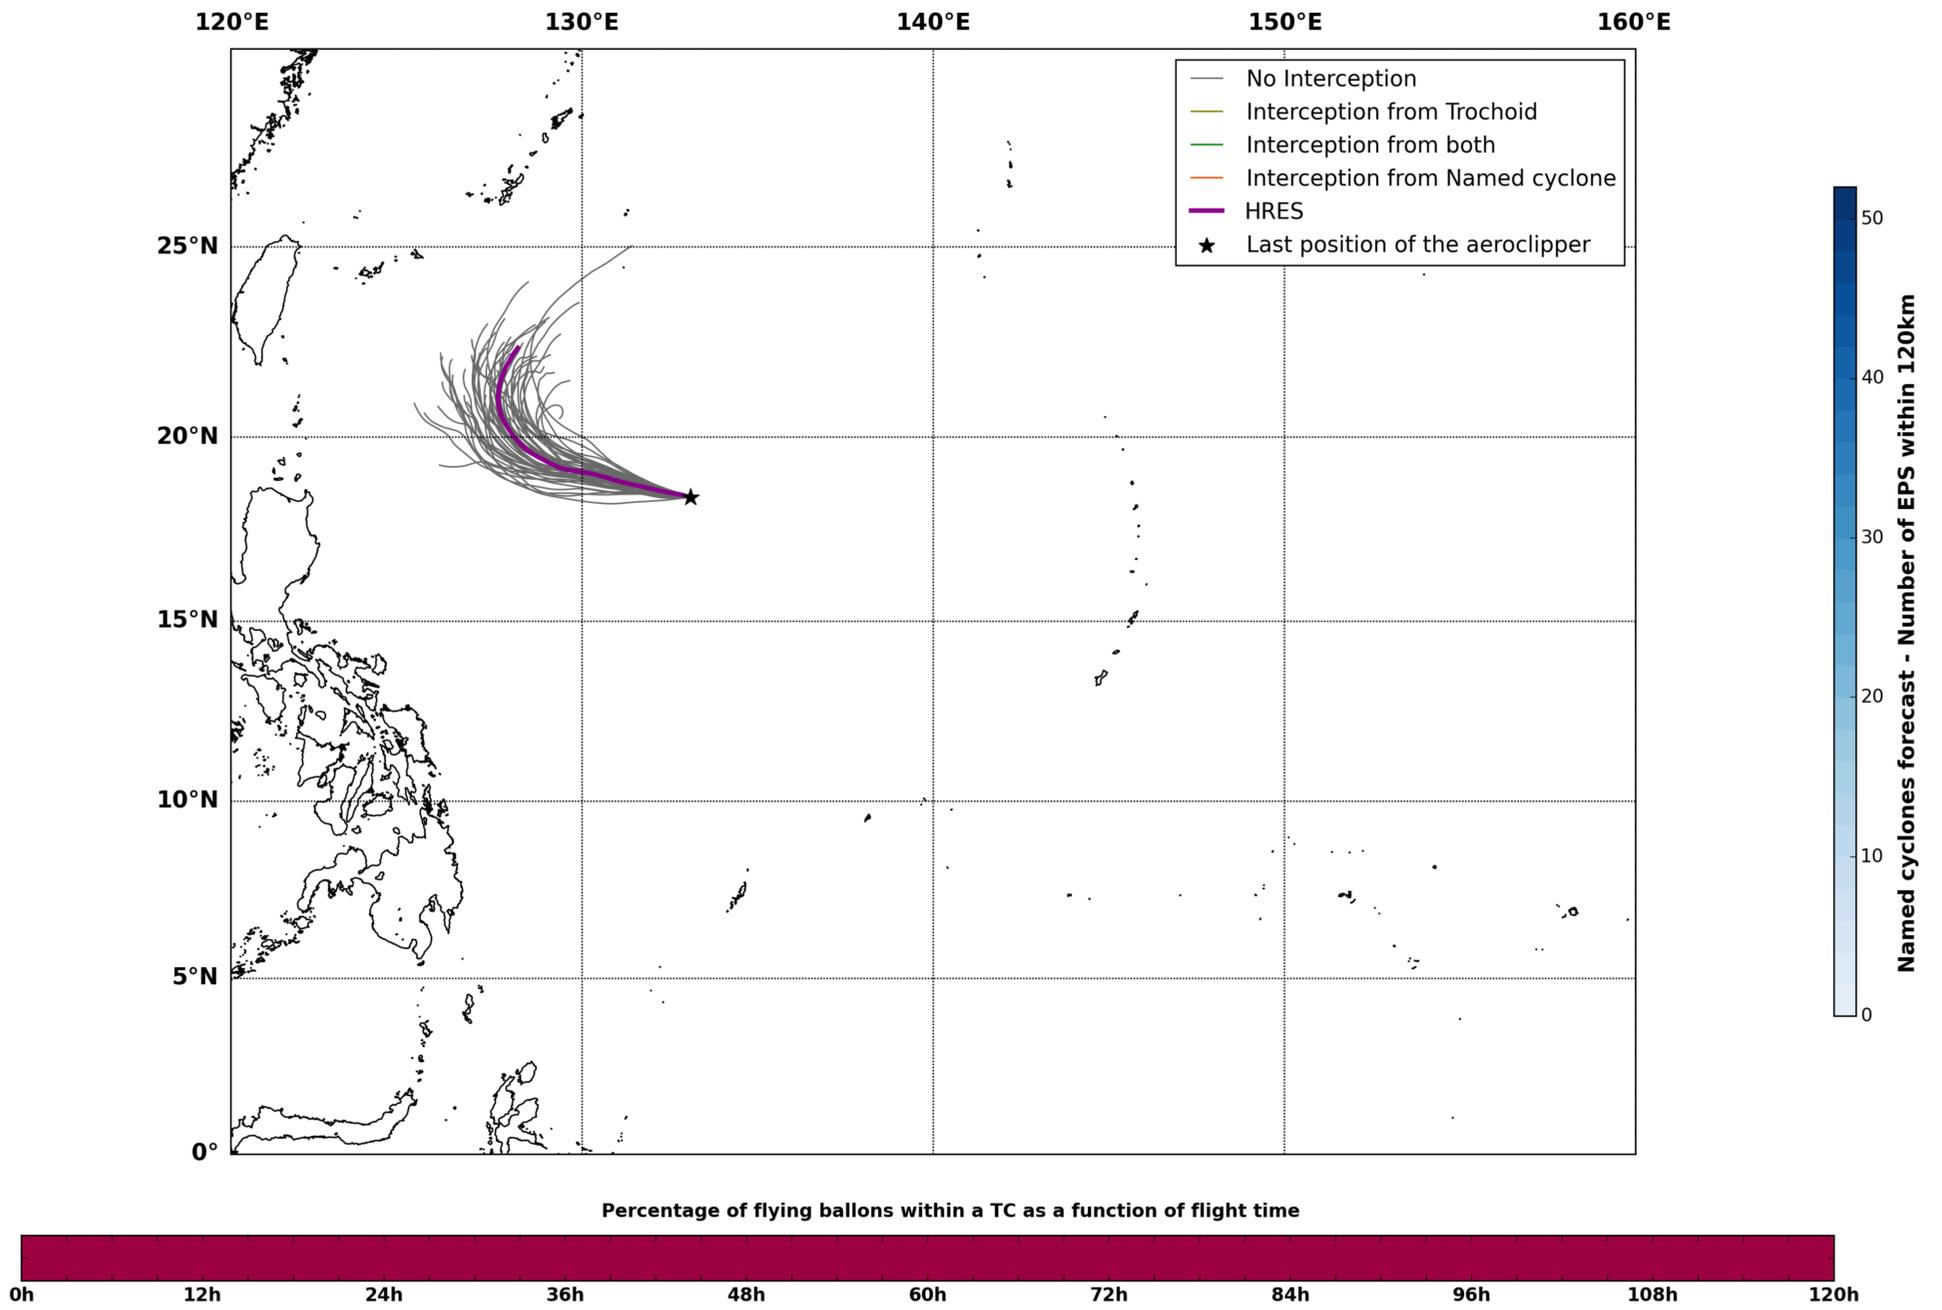 120°E 130°E 140°E 150°E 160°E
No Interception
Interception from Trochoid
Interception from both
Interception from Named cyclone
HRES
Last position of the aeroclipper
25°N
20°N
15°N
10°N
5°N
0°
50
40
30
20
10
0
Named cyclones forecast - Number of EPS within 120km
Percentage of flying ballons within a TC as a function of flight time
0h 12h 24h 36h 48h 60h 72h 84h 96h 108h 120h